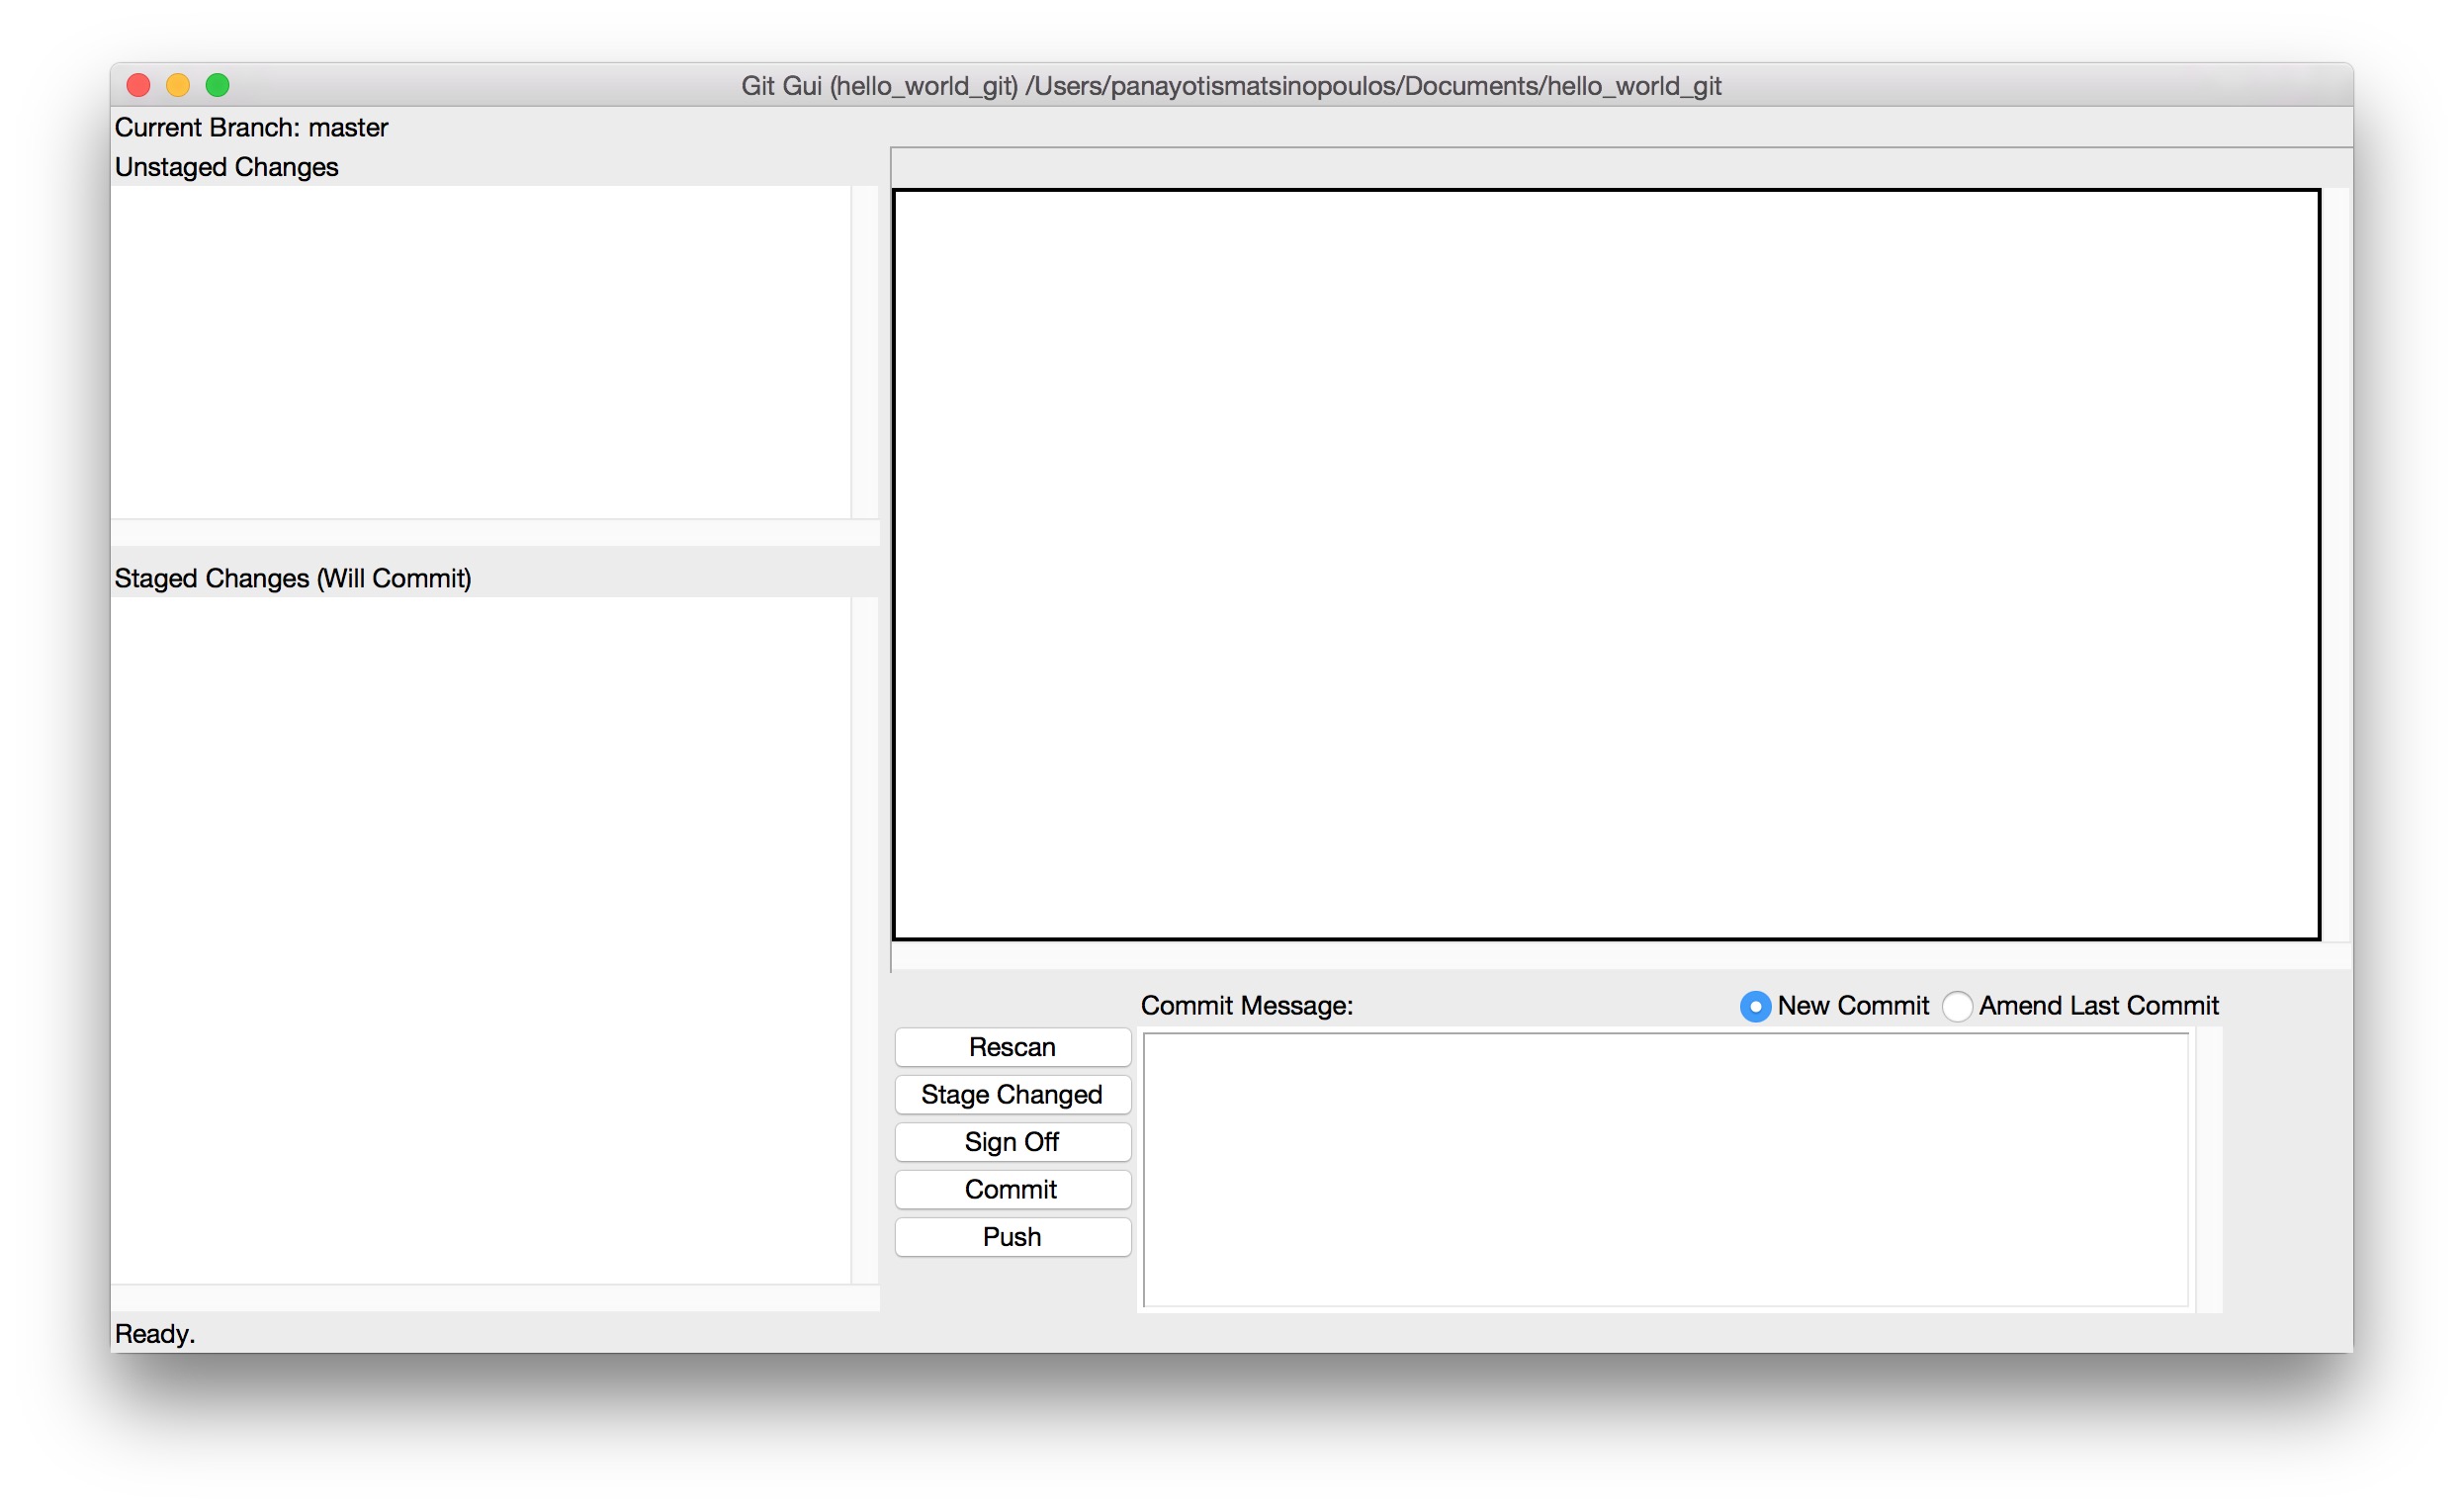 Git Gui (hello_world_git) /Users/panayotismatsinopoulos/Documents/hello_world_git
Current Branch: master
Unstaged Changes
Staged Changes (Will Commit)
Commit Message:
New Commit
Amend Last Commit
Rescan
Stage Changed
Sign Off
Commit
Push
Ready.